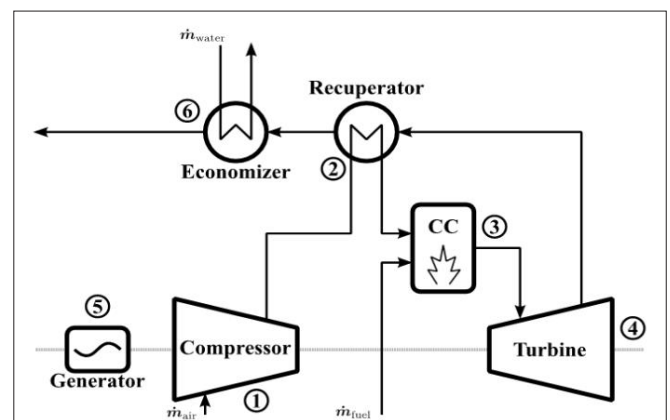 ṁwater
Recuperator
⑥
②
Economizer
CC
③
⑤
Compressor
Turbine
④
Generator
①
ṁair
ṁfuel